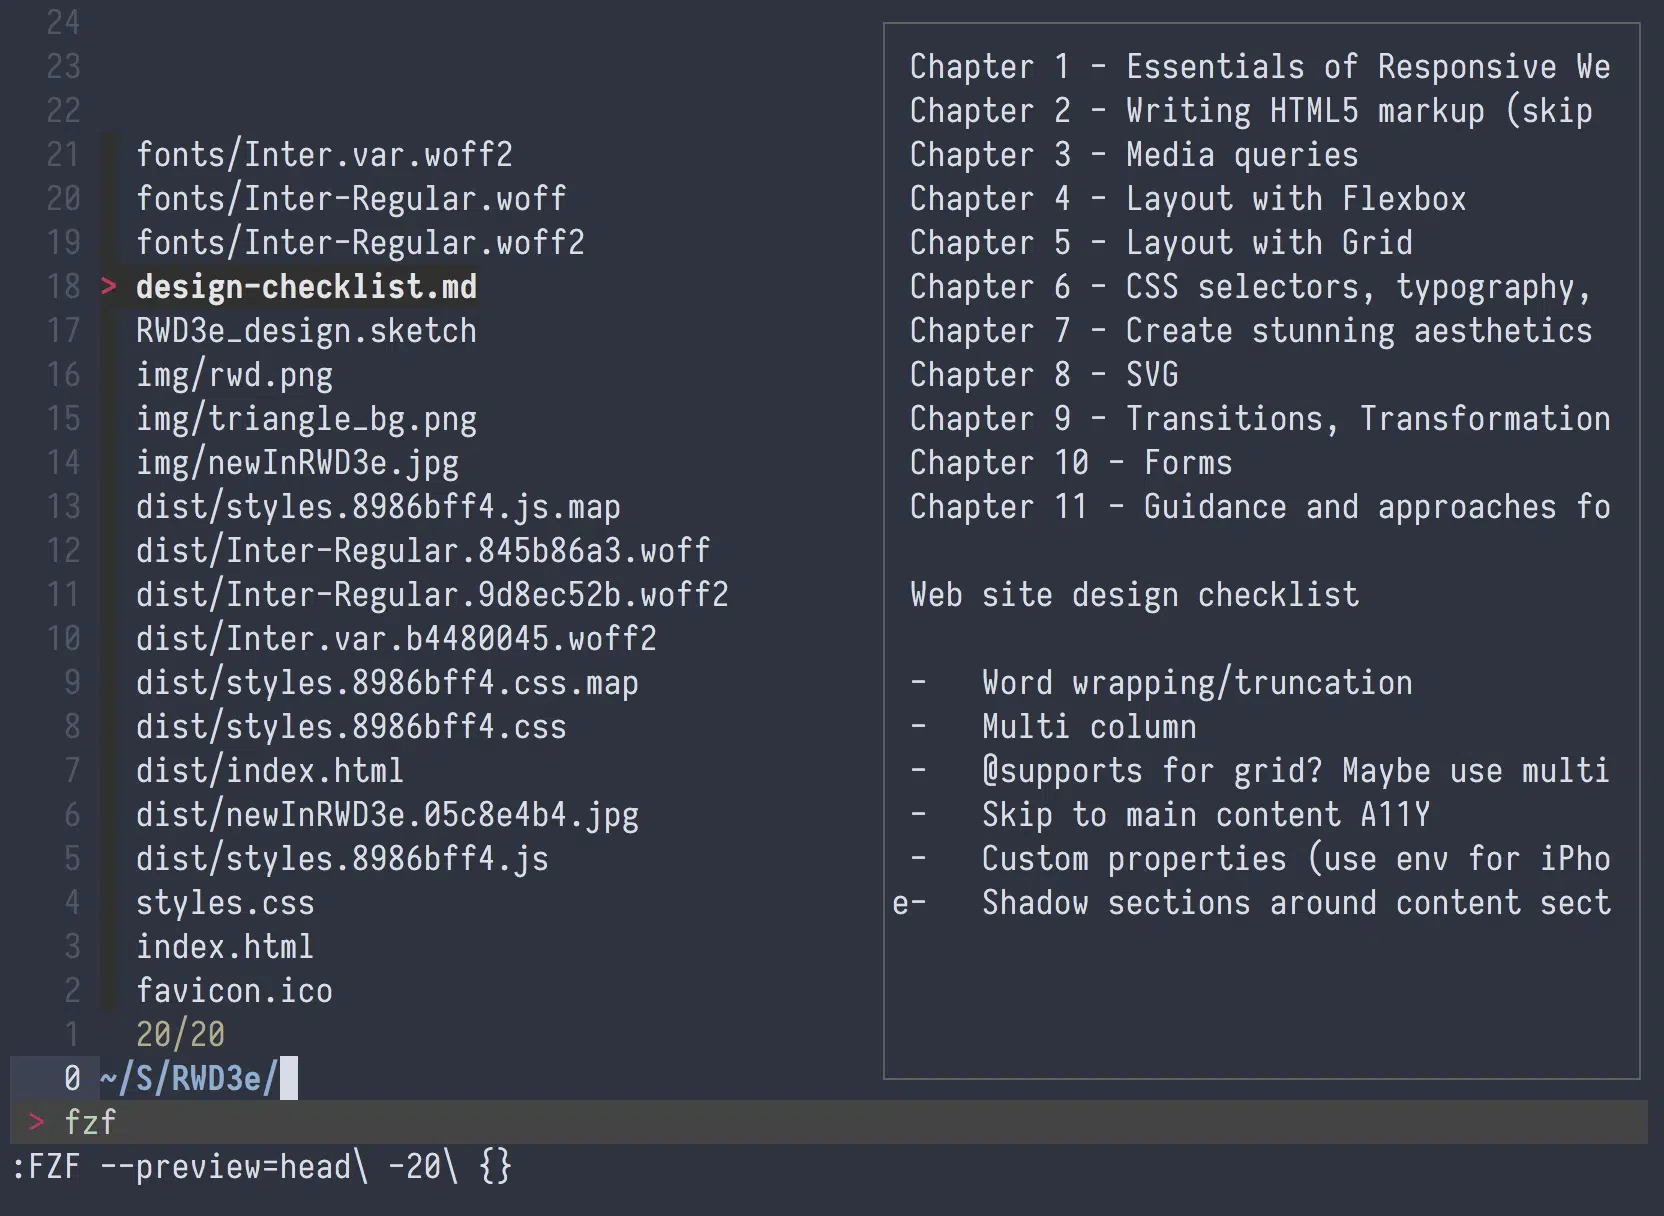 24
23
22
21 fonts/Inter.var.woff2
20 fonts/Inter-Regular.woff
19 fonts/Inter-Regular.woff2
18 > design-checklist.md
17 RWD3e_design.sketch
16 img/rwd.png
15 img/triangle_bg.png
14 img/newInRWD3e.jpg
13 dist/styles.8986bff4.js.map
12 dist/Inter-Regular.845b86a3.woff
11 dist/Inter-Regular.9d8ec52b.woff2
10 dist/Inter.var.b4480045.woff2
9 dist/styles.8986bff4.css.map
8 dist/styles.8986bff4.css
7 dist/index.html
6 dist/newInRWD3e.05c8e4b4.jpg
5 dist/styles.8986bff4.js
4 styles.css
3 index.html
2 favicon.ico
1 20/20
0 ~/S/RWD3e/
Chapter 1 - Essentials of Responsive We
Chapter 2 - Writing HTML5 markup (skip
Chapter 3 - Media queries
Chapter 4 - Layout with Flexbox
Chapter 5 - Layout with Grid
Chapter 6 - CSS selectors, typography,
Chapter 7 - Create stunning aesthetics
Chapter 8 - SVG
Chapter 9 - Transitions, Transformation
Chapter 10 - Forms
Chapter 11 - Guidance and approaches fo
Web site design checklist
- Word wrapping/truncation
- Multi column
- @supports for grid? Maybe use multi
- Skip to main content A11Y
- Custom properties (use env for iPho
e- Shadow sections around content sect
> fzf
:FZF --preview=head\ -20\ {}